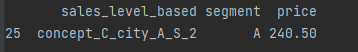 sales_level_based segment price
25 concept_C_city_A_S_2 A 240.50